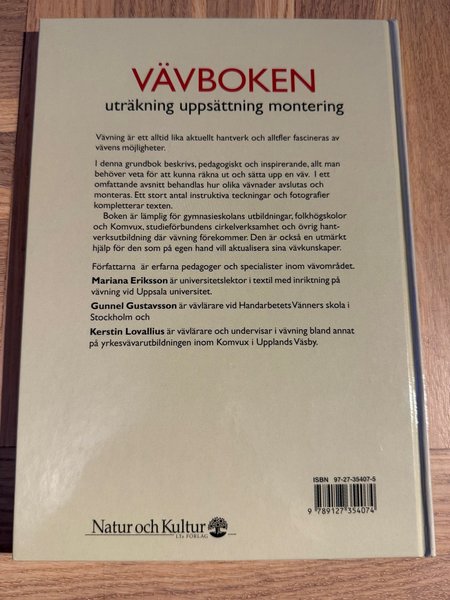 VÄVBOKEN
uträkning uppsättning montering
Vävning är ett alltid lika aktuellt hantverk och alltfler fascineras av
vävens möjligheter.
I denna grundbok beskrivs, pedagogiskt och inspirerande, allt man
behöver veta för att kunna räkna ut och sätta upp en väv. I ett
omfattande avsnitt behandlas hur olika vävnader avslutas och
monteras. Ett stort antal instruktiva teckningar och fotografier
kompletterar texten.
Boken är lämplig för gymnasieskolans utbildningar, folkhögskolor
och Komvux, studieförbundens cirkelverksamhet och övrig hant-
verksutbildning där vävning förekommer. Den är också en utmärkt
hjälp för den som på egen hand vill aktualisera sina vävkunskaper.
Författarna är erfarna pedagoger och specialister inom vävområdet.
Mariana Eriksson är universitetslektor i textil med inriktning på
vävning vid Uppsala universitet.
Gunnel Gustavsson är vävlärare vid Handarbetets Vänners skola i
Stockholm och
Kerstin Lovallius är vävlärare och undervisar i vävning bland annat
på yrkesvävarutbildningen inom Komvux i Upplands Väsby.
ISBN 97-27-35407-5
9 789127 354074
Natur och Kultur
LTs FÖRLAG